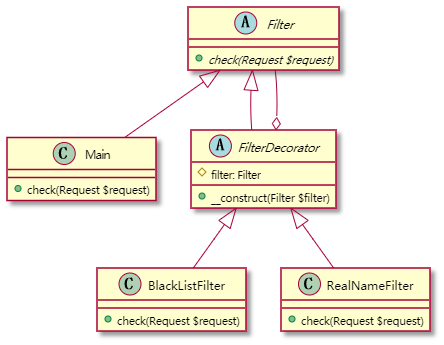 A Filter
check(Request $request)
C Main
check(Request $request)
A FilterDecorator
filter: Filter
__construct(Filter $filter)
C BlackListFilter
check(Request $request)
C RealNameFilter
check(Request $request)